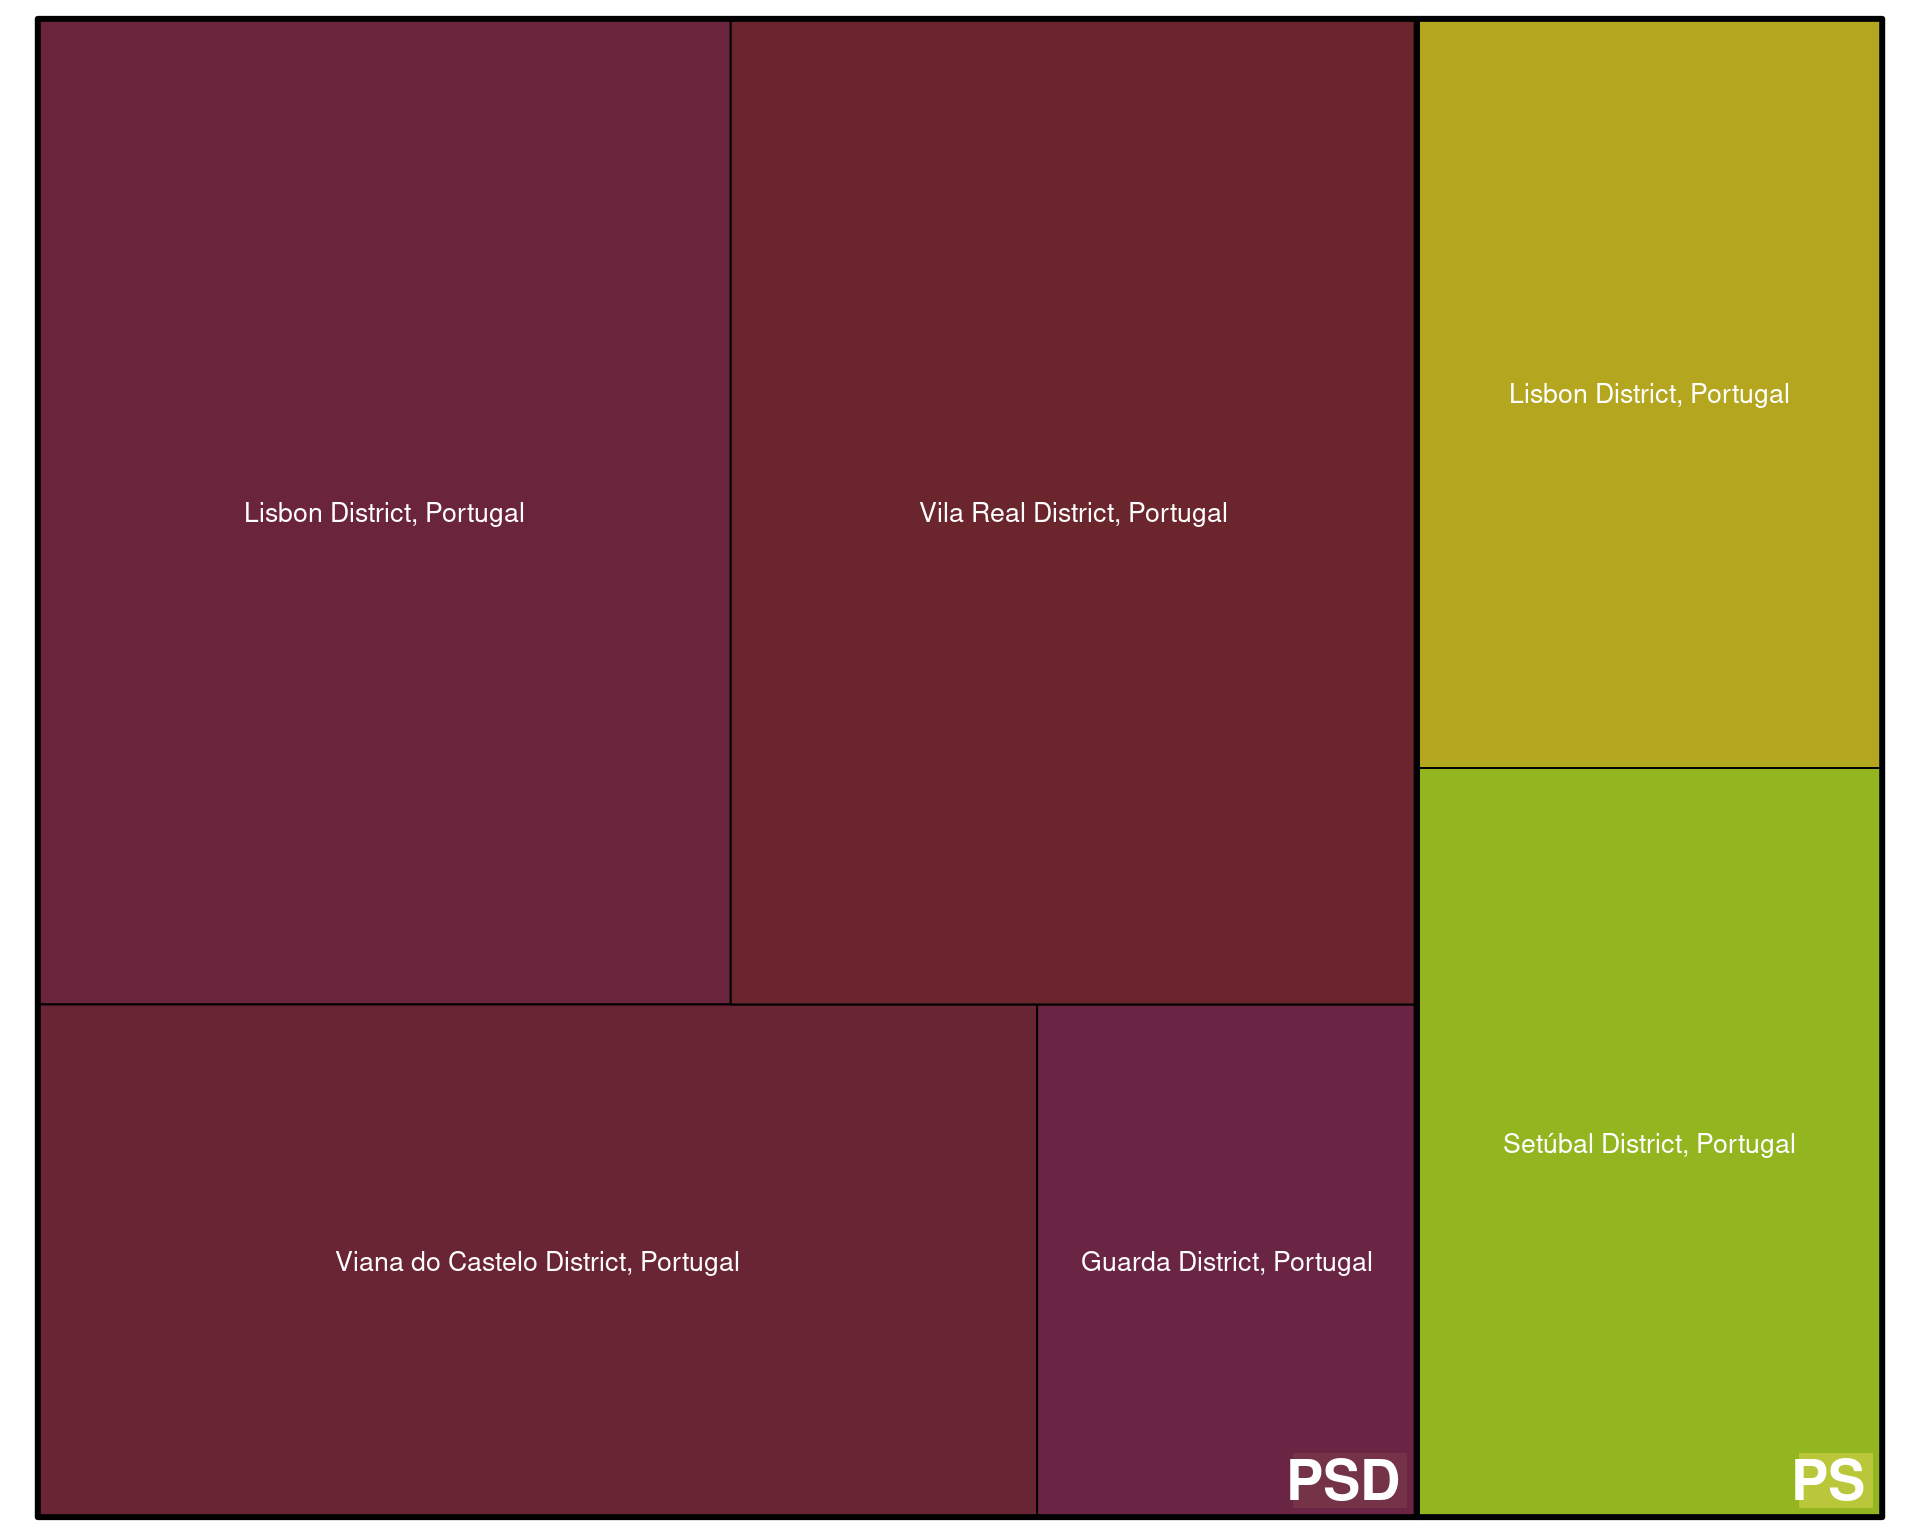 Lisbon District, Portugal
Vila Real District, Portugal
Viana do Castelo District, Portugal
Guarda District, Portugal
PSD
Lisbon District, Portugal
Setúbal District, Portugal
PS